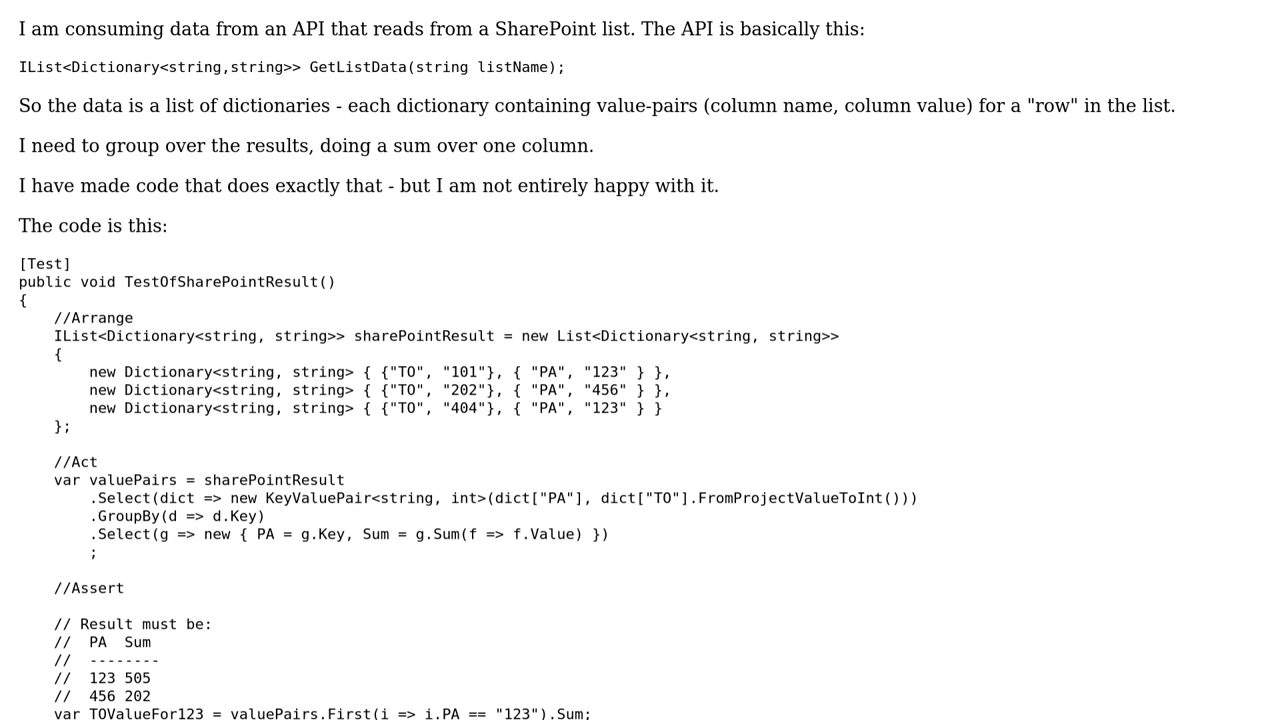 I am consuming data from an API that reads from a SharePoint list. The API is basically this:
IList<Dictionary<string,string>> GetListData(string listName);
So the data is a list of dictionaries - each dictionary containing value-pairs (column name, column value) for a "row" in the list.
I need to group over the results, doing a sum over one column.
I have made code that does exactly that - but I am not entirely happy with it.
The code is this:
[Test]
public void TestOfSharePointResult()
{
    //Arrange
    IList<Dictionary<string, string>> sharePointResult = new List<Dictionary<string, string>>
    {
        new Dictionary<string, string> { {"TO", "101"}, { "PA", "123" } },
        new Dictionary<string, string> { {"TO", "202"}, { "PA", "456" } },
        new Dictionary<string, string> { {"TO", "404"}, { "PA", "123" } }
    };
    //Act
    var valuePairs = sharePointResult
        .Select(dict => new KeyValuePair<string, int>(dict["PA"], dict["TO"].FromProjectValueToInt()))
        .GroupBy(d => d.Key)
        .Select(g => new { PA = g.Key, Sum = g.Sum(f => f.Value) })
        ;
    //Assert
    // Result must be:
    //  PA  Sum
    //  --------
    //  123 505
    //  456 202
    var TOValueFor123 = valuePairs.First(i => i.PA == "123").Sum;